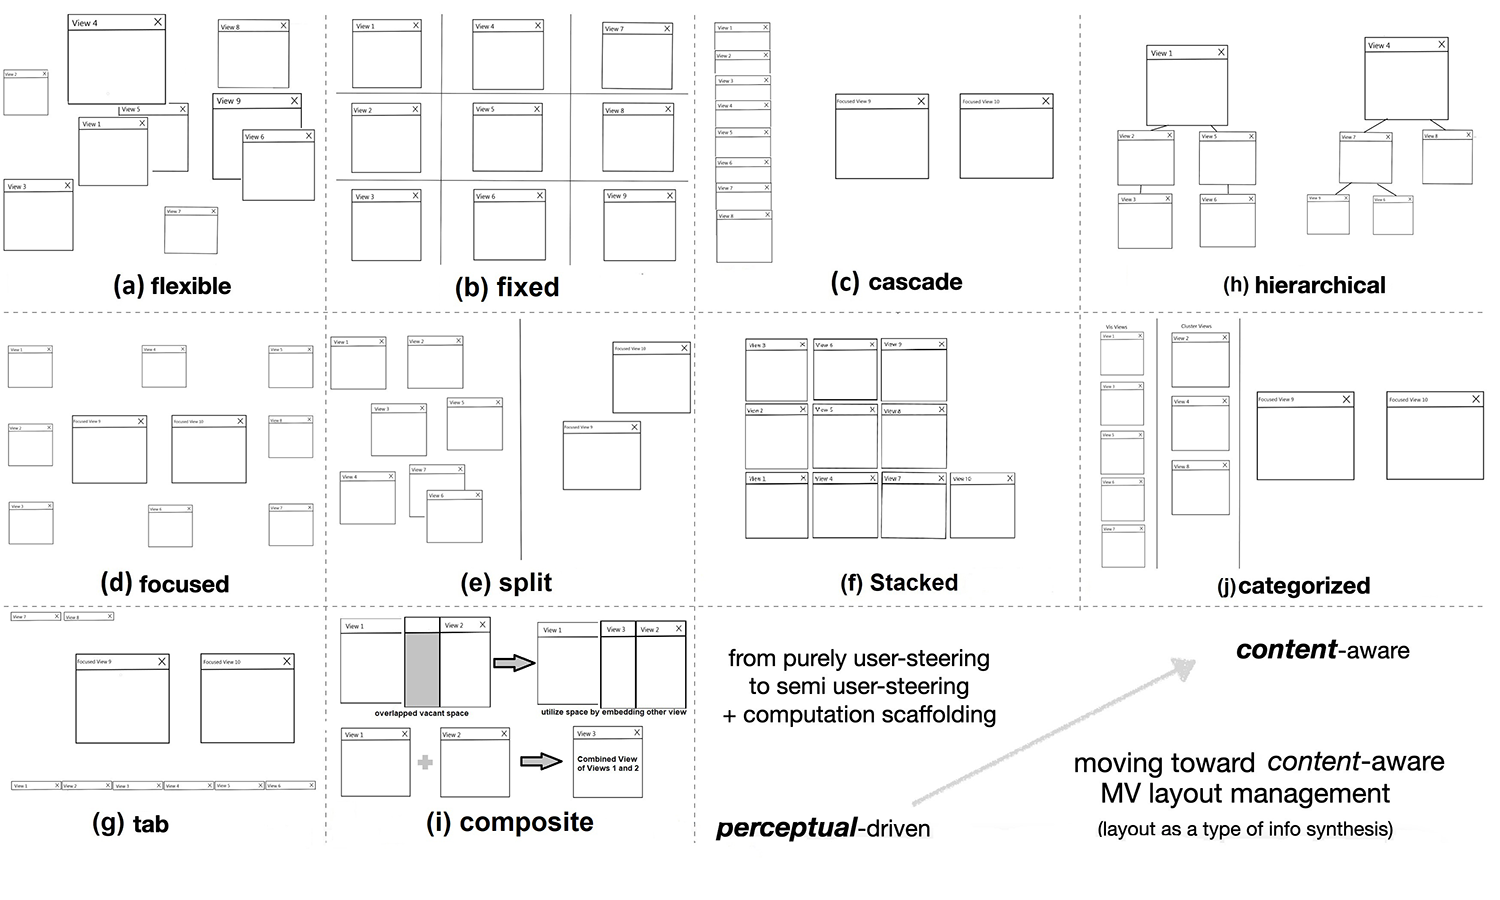 View 4 X
View 8 X
View 2 X
View 5 X
View 9 X
View 1 X
View 6 X
View 3 X
View 7 X
(a) flexible
View 1 X
View 4 X
View 7 X
View 2 X
View 5 X
View 8 X
View 3 X
View 6 X
View 9 X
(b) fixed
View 1 X
View 2 X
View 3 X
View 4 X
View 5 X
View 6 X
View 7 X
View 8 X
Focused View 9 X
Focused View 10 X
(c) cascade
View 1 X
View 4 X
View 2 X
View 5 X
View 7 X
View 8 X
View 3 X
View 6 X
X
X
(h) hierarchical
View 1 X
View 4 X
View 5 X
Focused View 9 X
Focused View 10 X
View 2 X
X
X
View 6 X
View 7 X
(d) focused
View 1 X
View 2 X
Focused View 10 X
View 3 X
View 5 X
Focused View 9 X
View 4 X
View 7 X
View 6 X
(e) split
View 3 X
View 6 X
View 9 X
View 2 X
View 5 X
View 8 X
View 1 X
View 4 X
View 7 X
View 10 X
(f) Stacked
Vis Views
Cluster Views
View 1 X
View 2 X
View 3 X
View 4 X
X
View 8 X
X
View 7 X
Focused View 9 X
Focused View 10 X
(j) categorized
View 7 X
View 8 X
Focused View 9 X
Focused View 10 X
View 1 X
View 2 X
View 3 X
View 4 X
View 5 X
View 6 X
(g) tab
View 1
View 2 X
overlapped vacant space
View 1
View 3 X
View 2 X
utilize space by embedding other view
View 1 X
View 2 X
View 3 X
Combined View
of Views 1 and 2
(i) composite
from purely user-steering
to semi user-steering
+ computation scaffolding
content-aware
moving toward content-aware
MV layout management
(layout as a type of info synthesis)
perceptual-driven